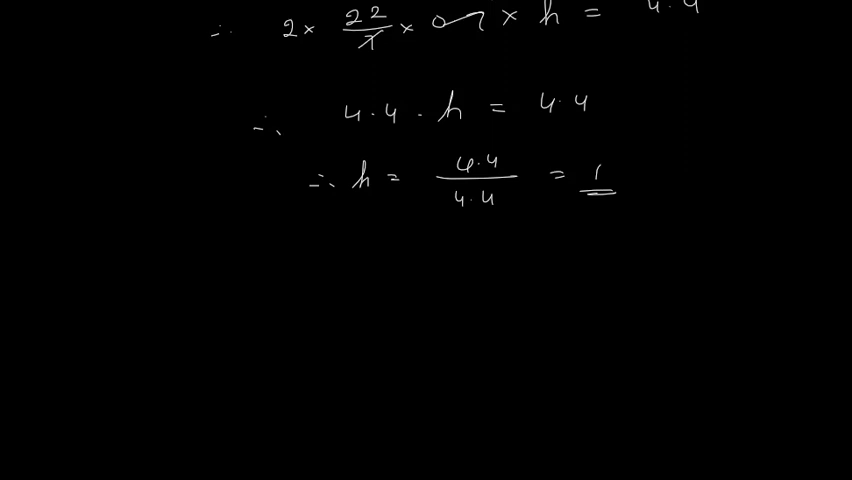 ∴ 2 × 22/7 × 0.7 × h = 4.4
∴ 4.4 . h = 4.4
∴ h = 4.4/4.4 = 1